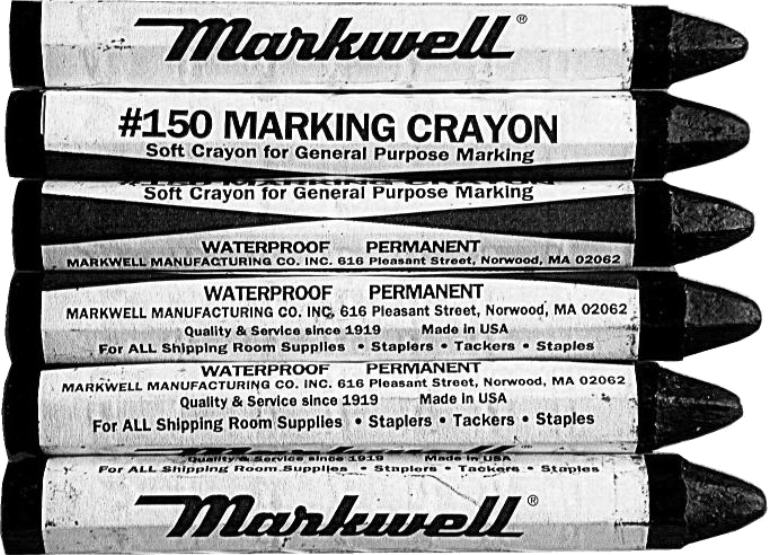 Markwell®
#150 MARKING CRAYON
Soft Crayon for General Purpose Marking
#150 MARKING CRAYON
Soft Crayon for General Purpose Marking
WATERPROOF PERMANENT
MARKWELL MANUFACTURING CO. INC. 616 Pleasant Street, Norwood, MA 02062
WATERPROOF PERMANENT
MARKWELL MANUFACTURING CO. INC. 616 Pleasant Street, Norwood, MA 02062
Quality & Service since 1919 Made in USA
For ALL Shipping Room Supplies • Staplers • Tackers • Staples
WATERPROOF PERMANENT
MARKWELL MANUFACTURING CO. INC. 616 Pleasant Street, Norwood, MA 02062
Quality & Service since 1919 Made in USA
For ALL Shipping Room Supplies • Staplers • Tackers • Staples
Quality & Service since 1919 Made in USA
For ALL Shipping Room Supplies • Staplers • Tackers • Staples
Markwell®